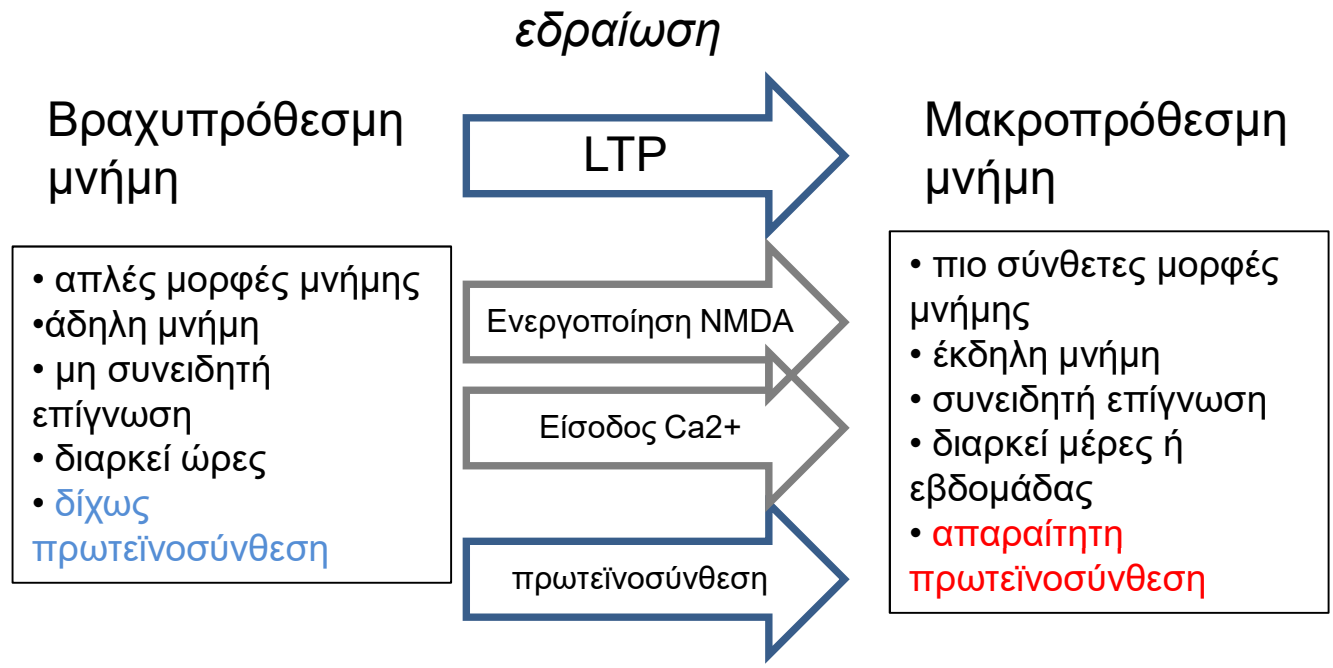 εδραίωση
Βραχυπρόθεσμη
μνήμη
• απλές μορφές μνήμης
•άδηλη μνήμη
• μη συνειδητή
επίγνωση
• διαρκεί ώρες
• δίχως
πρωτεϊνοσύνθεση
LTP
Ενεργοποίηση NMDA
Είσοδος Ca2+
πρωτεϊνοσύνθεση
Μακροπρόθεσμη
μνήμη
• πιο σύνθετες μορφές
μνήμης
• έκδηλη μνήμη
• συνειδητή επίγνωση
• διαρκεί μέρες ή
εβδομάδας
• απαραίτητη
πρωτεϊνοσύνθεση